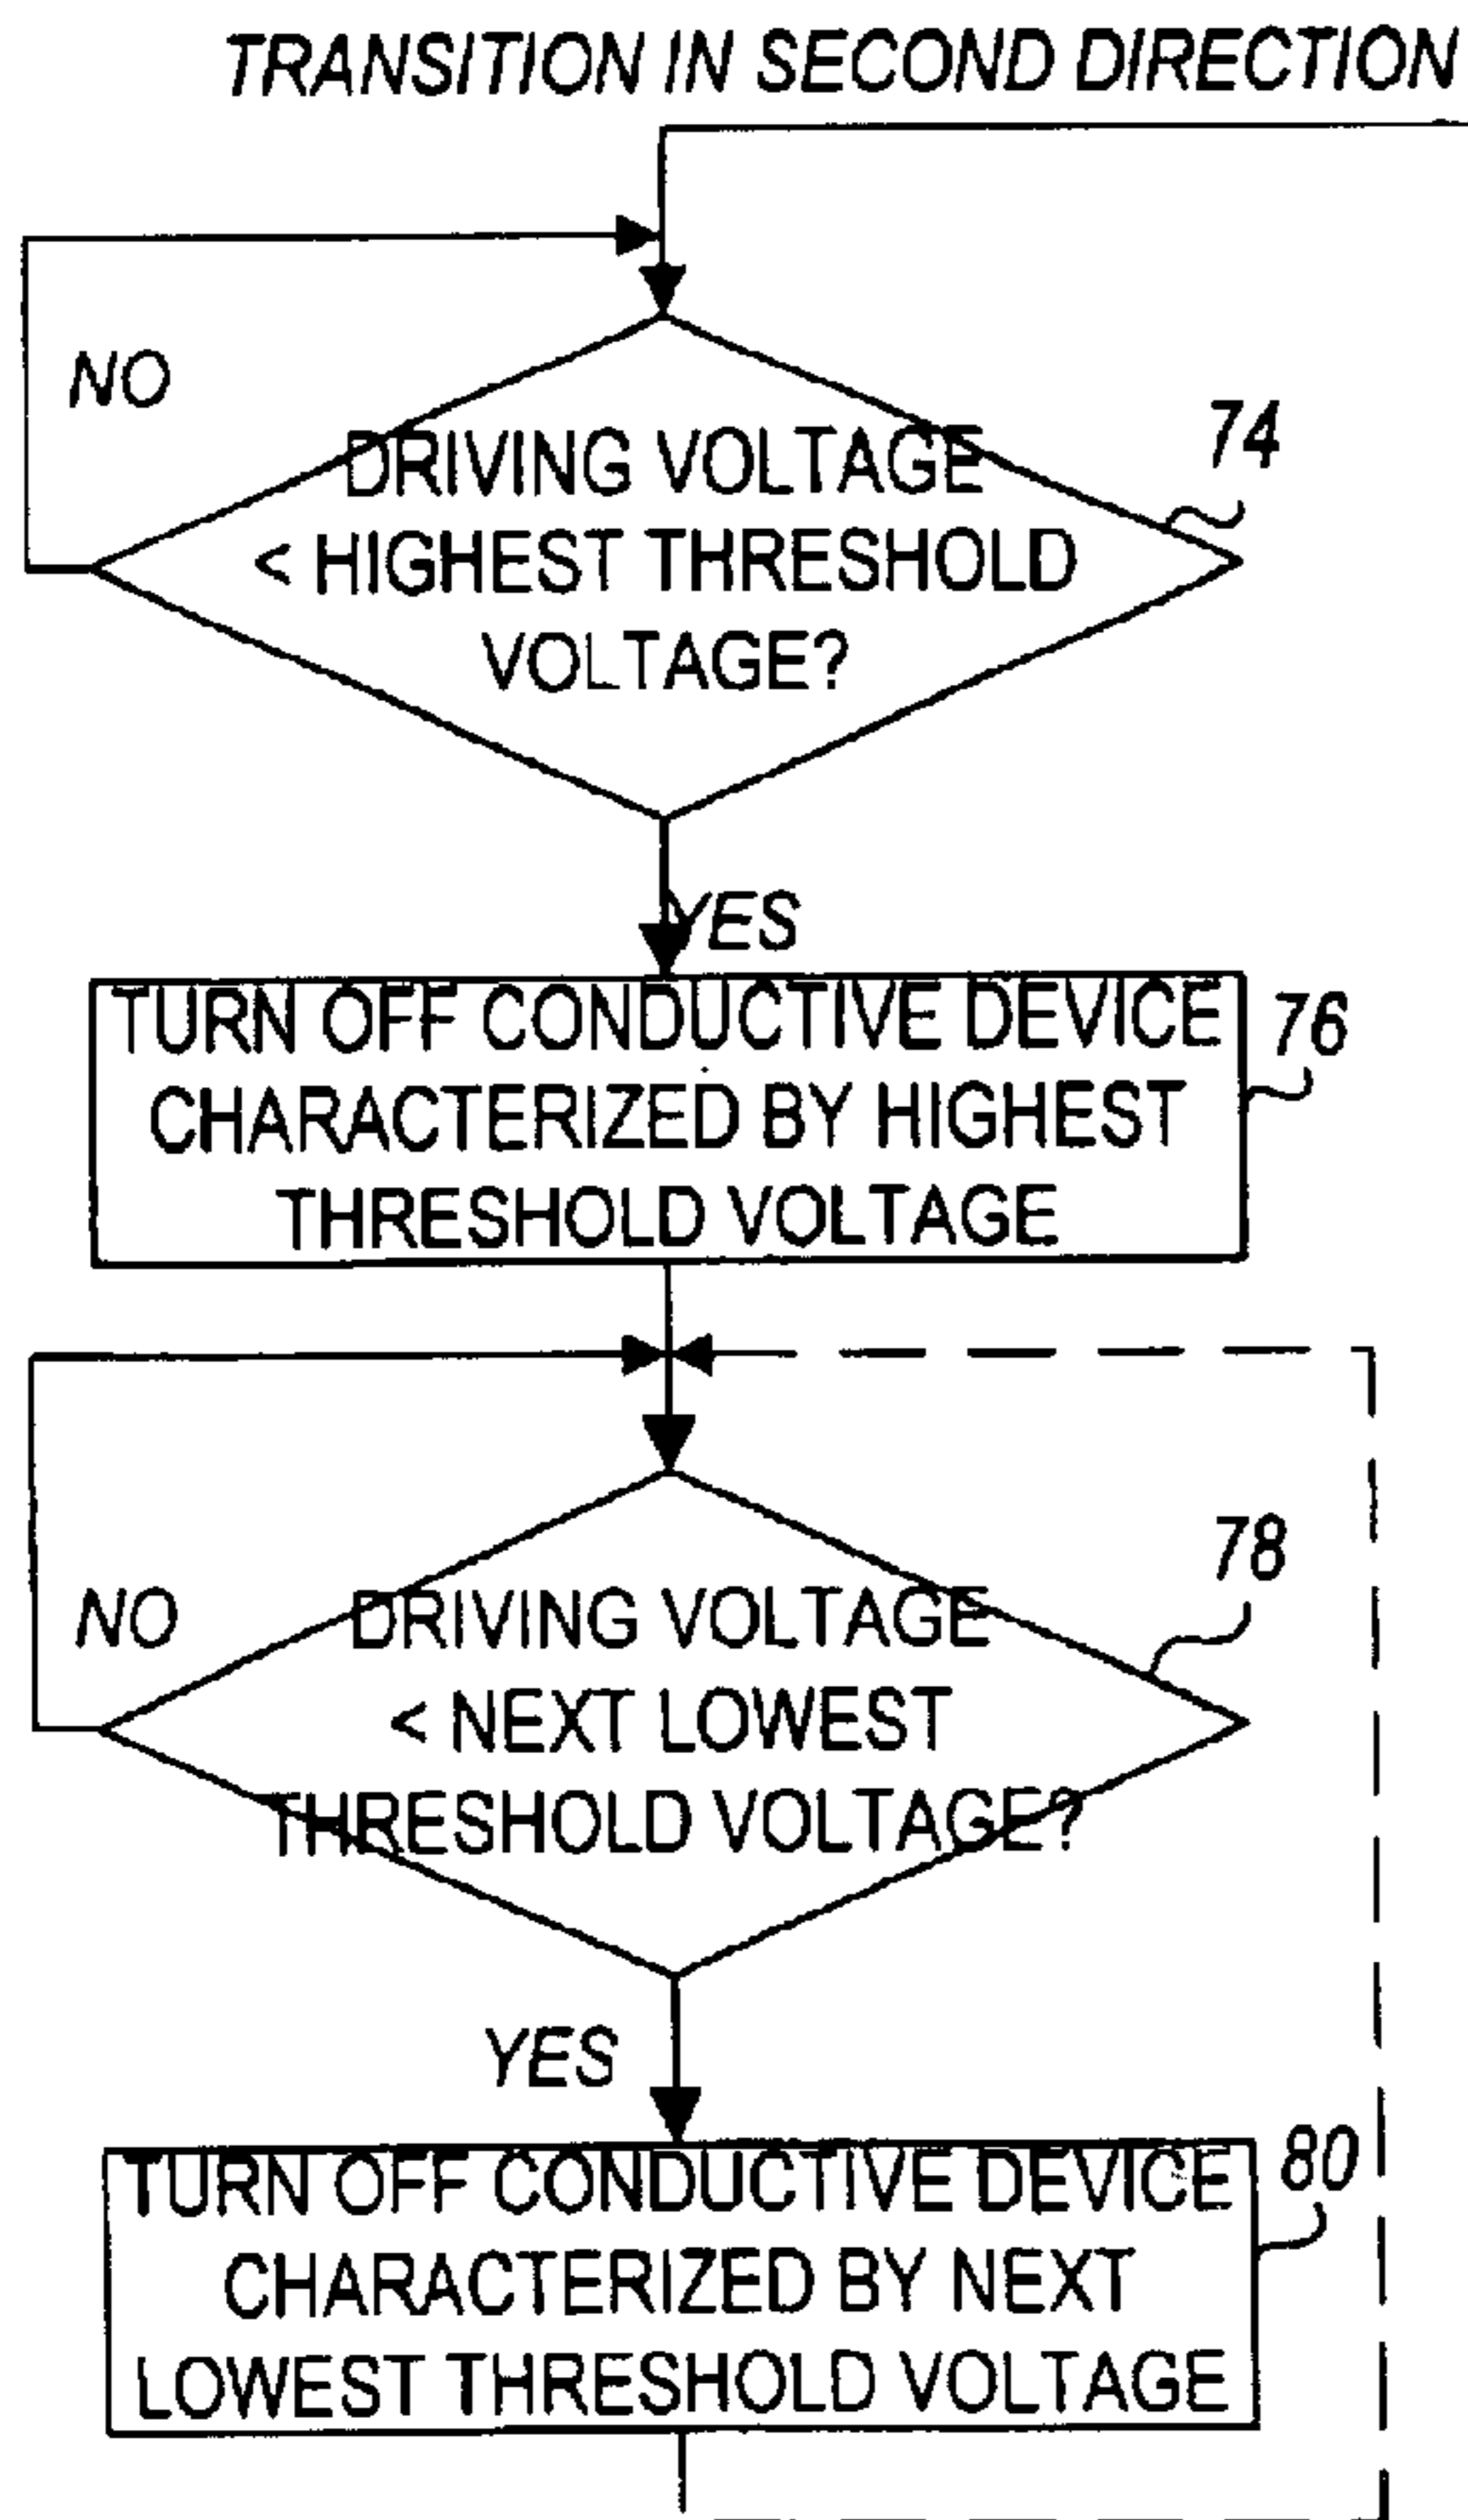 TRANSITION IN SECOND DIRECTION
NO
DRIVING VOLTAGE
< HIGHEST THRESHOLD
VOLTAGE?
74
YES
TURN OFF CONDUCTIVE DEVICE
CHARACTERIZED BY HIGHEST
THRESHOLD VOLTAGE
76
NO
DRIVING VOLTAGE
< NEXT LOWEST
THRESHOLD VOLTAGE?
78
YES
TURN OFF CONDUCTIVE DEVICE
CHARACTERIZED BY NEXT
LOWEST THRESHOLD VOLTAGE
80